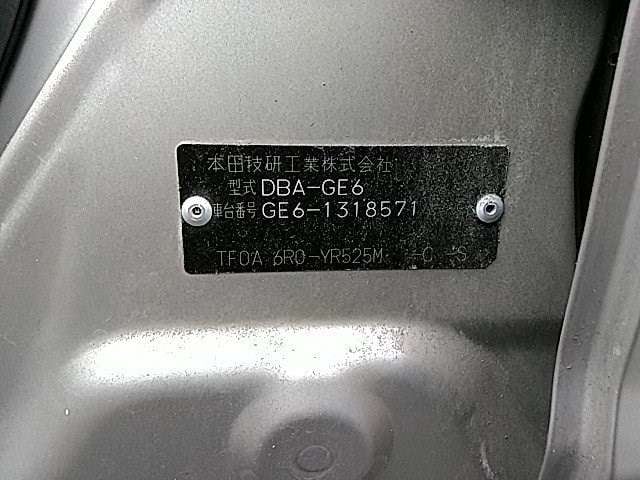 本田技研工業株式会社
型式 DBA-GE6
車台番号 GE6-1318571
TF0A 6R0-YR525M -C -S